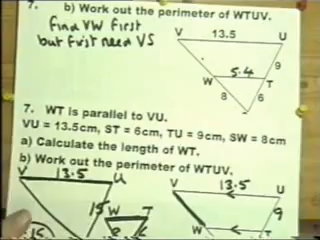 7. b) Work out the perimeter of WTUV.
find VW first
but first need VS
V 13.5 U
9
W 5.4 T
8 6
7. WT is parallel to VU.
VU = 13.5cm, ST = 6cm, TU = 9cm, SW = 8cm
a) Calculate the length of WT.
b) Work out the perimeter of WTUV.
V 13.5 U
V 13.5 U
15 W T 9
15 W T